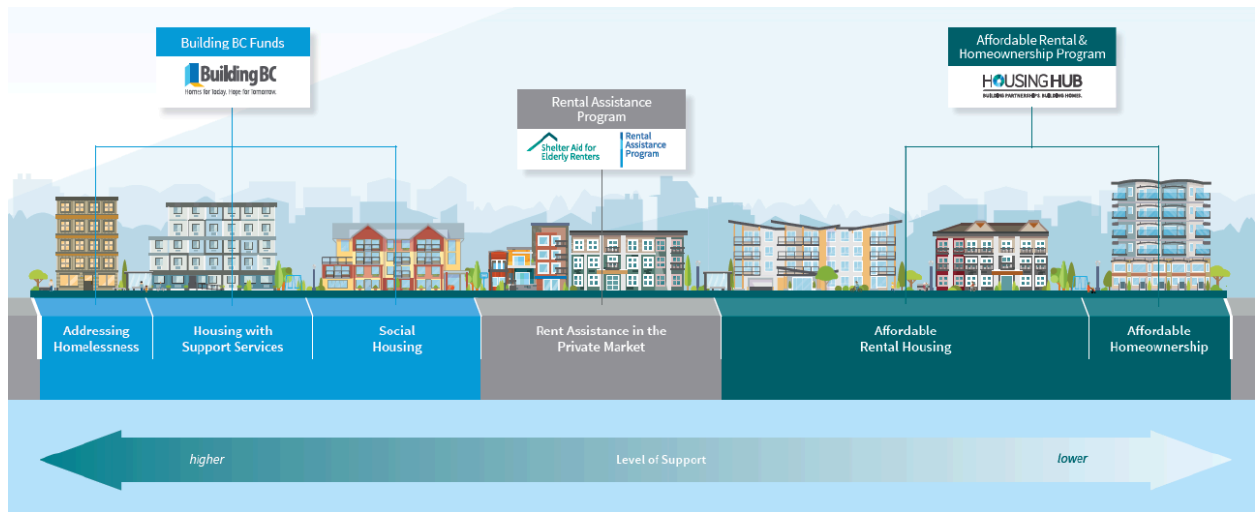 Building BC Funds
Building BC
Homes for Today. Hope for Tomorrow.
Rental Assistance
Program
Shelter Aid for
Elderly Renters
Rental
Assistance
Program
Affordable Rental &
Homeownership Program
HOUSING HUB
BUILDING PARTNERSHIPS. BUILDING HOMES.
Addressing
Homelessness
Housing with
Support Services
Social
Housing
Rent Assistance in the
Private Market
Affordable
Rental Housing
Affordable
Homeownership
higher
Level of Support
lower